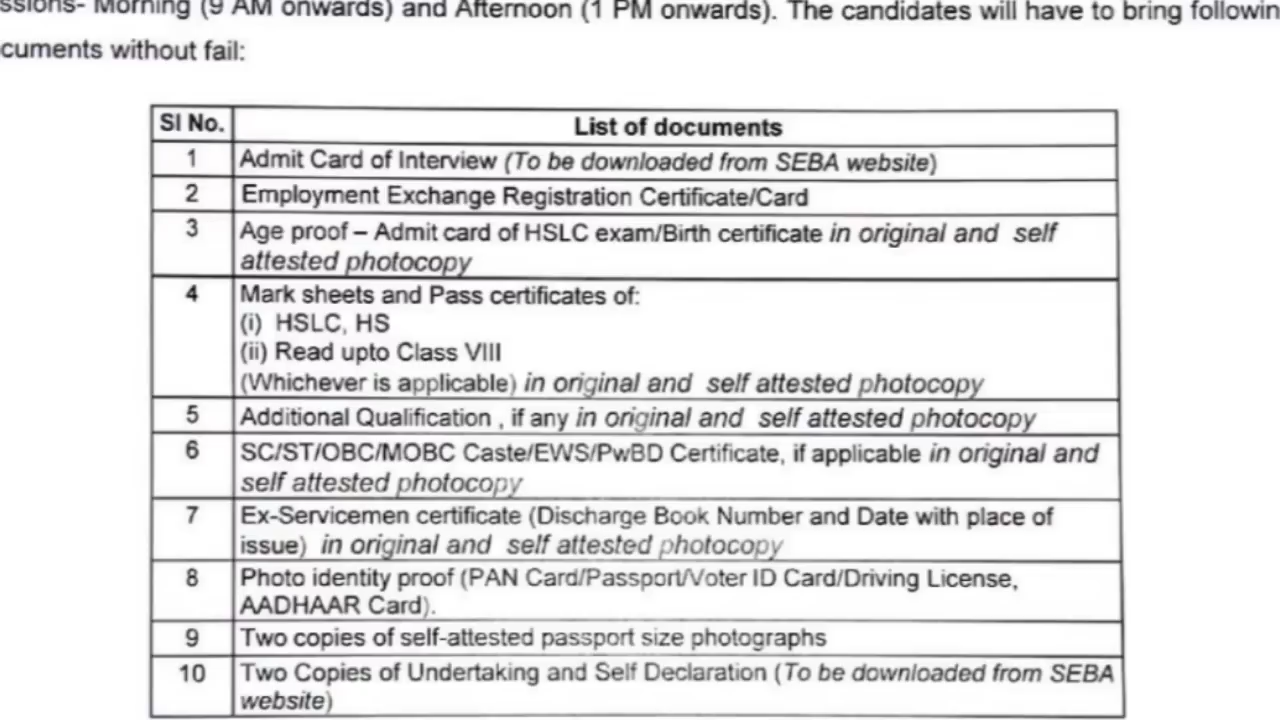 ssions- Morning (9 AM onwards) and Afternoon (1 PM onwards). The candidates will have to bring followin
cuments without fail:
SI No. List of documents
1 Admit Card of Interview (To be downloaded from SEBA website)
2 Employment Exchange Registration Certificate/Card
3 Age proof – Admit card of HSLC exam/Birth certificate in original and self
attested photocopy
4 Mark sheets and Pass certificates of:
(i) HSLC, HS
(ii) Read upto Class VIII
(Whichever is applicable) in original and self attested photocopy
5 Additional Qualification , if any in original and self attested photocopy
6 SC/ST/OBC/MOBC Caste/EWS/PwBD Certificate, if applicable in original and
self attested photocopy
7 Ex-Servicemen certificate (Discharge Book Number and Date with place of
issue) in original and self attested photocopy
8 Photo identity proof (PAN Card/Passport/Voter ID Card/Driving License,
AADHAAR Card).
9 Two copies of self-attested passport size photographs
10 Two Copies of Undertaking and Self Declaration (To be downloaded from SEBA
website)